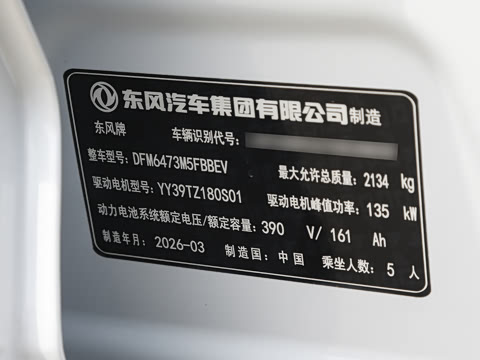 东风汽车集团有限公司制造
东风牌 车辆识别代号:
整车型号: DFM6473M5FBBEV 最大允许总质量: 2134 kg
驱动电机型号: YY39TZ180S01 驱动电机峰值功率: 135 kW
动力电池系统额定电压/额定容量: 390 V/ 161 Ah
制造年月: 2026-03 制造国: 中国 乘坐人数: 5 人